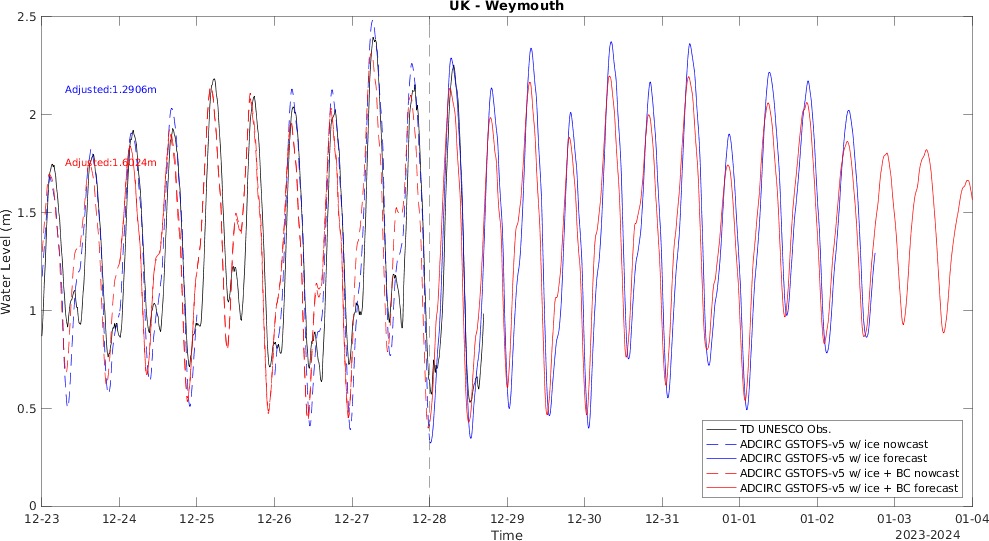 UK - Weymouth
2.5
2
1.5
1
0.5
0
Water Level (m)
Adjusted:1.2906m
Adjusted:1.6024m
TD UNESCO Obs.
ADCIRC GSTOFS-v5 w/ ice nowcast
ADCIRC GSTOFS-v5 w/ ice forecast
ADCIRC GSTOFS-v5 w/ ice + BC nowcast
ADCIRC GSTOFS-v5 w/ ice + BC forecast
12-23 12-24 12-25 12-26 12-27 12-28 12-29 12-30 12-31 01-01 01-02 01-03 01-04
Time
2023-2024